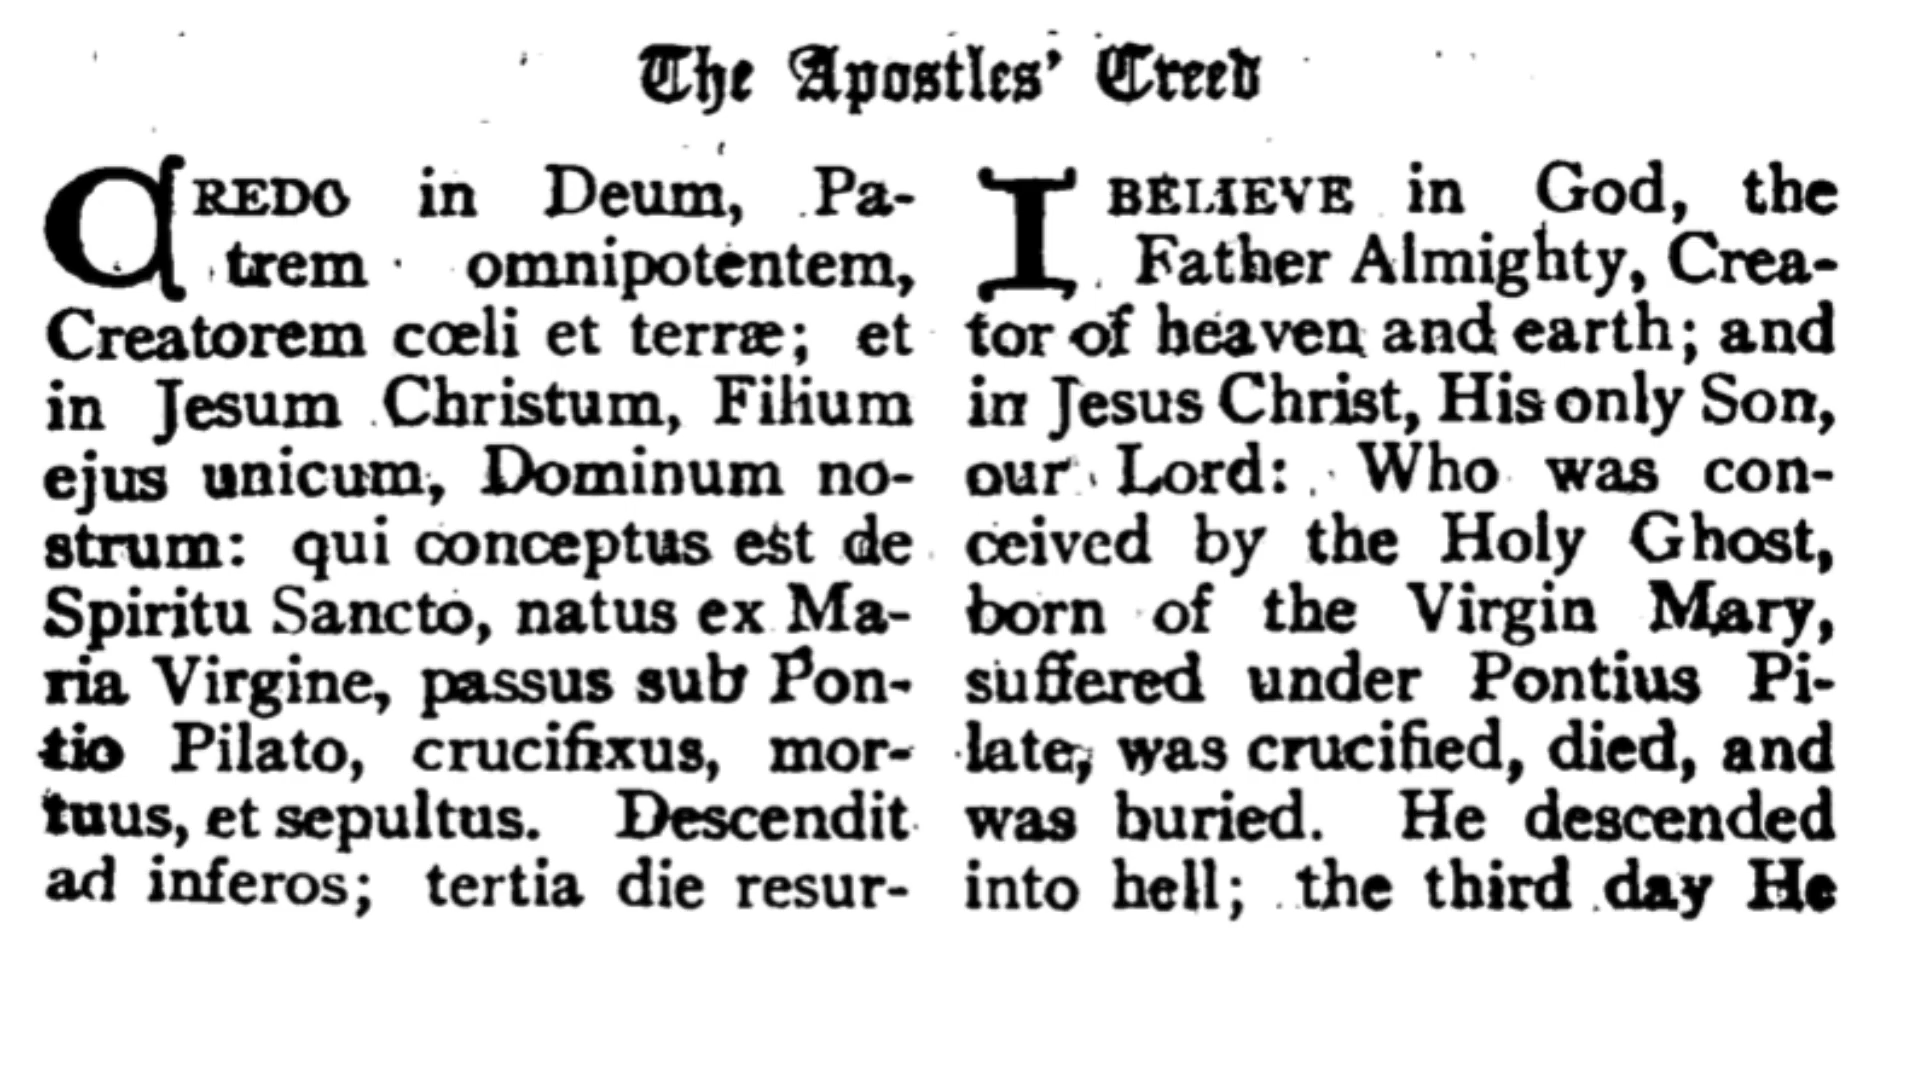 The Apostles' Creed
CREDO in Deum, Pa-
trem omnipotentem,
Creatorem cœli et terræ; et
in Jesum Christum, Filium
ejus unicum, Dominum no-
strum: qui conceptus est de
Spiritu Sancto, natus ex Ma-
ria Virgine, passus sub Pon-
tio Pilato, crucifixus, mor-
tuus, et sepultus. Descendit
ad inferos; tertia die resur-
I BELIEVE in God, the
Father Almighty, Crea-
tor of heaven and earth; and
in Jesus Christ, His only Son,
our Lord: Who was con-
ceived by the Holy Ghost,
born of the Virgin Mary,
suffered under Pontius Pi-
late, was crucified, died, and
was buried. He descended
into hell; the third day He